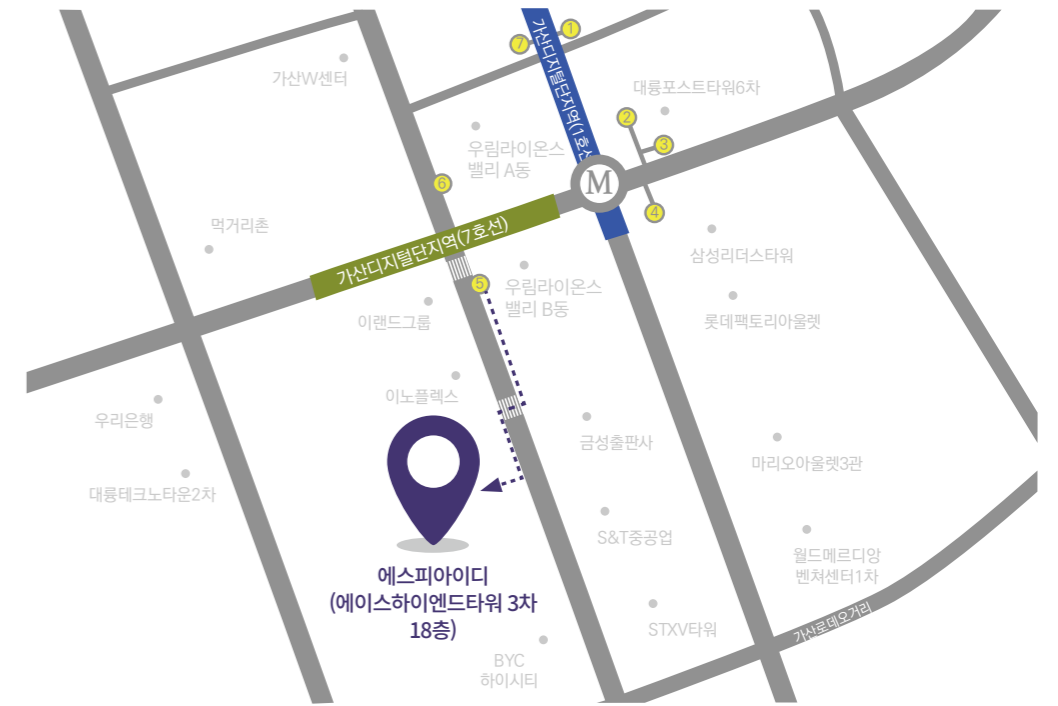 1
7
가산디지털단지역(1호선)
가산W센터
대륭포스트타워6차
2
3
우림라이온스
밸리 A동
6
M
4
먹거리촌
가산디지털단지역(7호선)
삼성리더스타워
5
우림라이온스
밸리 B동
이랜드그룹
롯데팩토리아울렛
이노플렉스
우리은행
금성출판사
마리오아울렛3관
대륭테크노타운2차
S&T중공업
월드메르디앙
벤쳐센터1차
에스피아이디
(에이스하이엔드타워 3차
18층)
STXV타워
가산로데오거리
BYC
하이시티